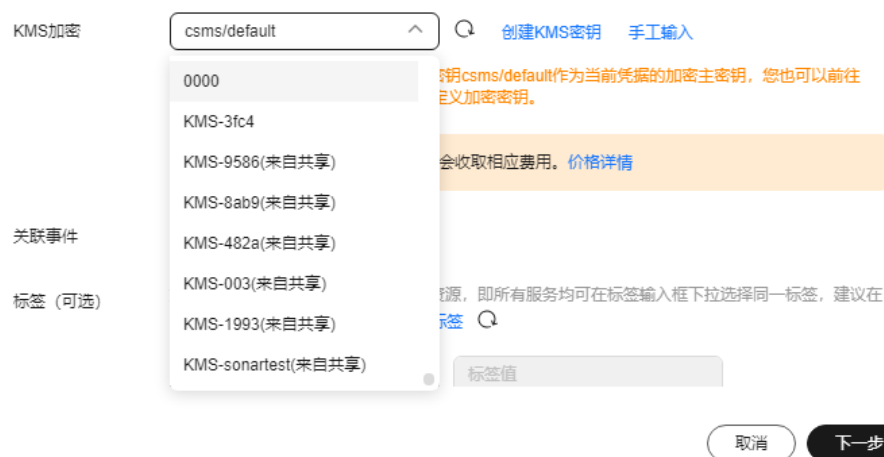 KMS加密
csms/default
创建KMS密钥 手工输入
0000
KMS-3fc4
KMS-9586(来自共享)
KMS-8ab9(来自共享)
KMS-482a(来自共享)
KMS-003(来自共享)
KMS-1993(来自共享)
KMS-sonartest(来自共享)
密钥csms/default作为当前凭据的加密主密钥，您也可以前往
定义加密密钥。
会收取相应费用。价格详情
关联事件
标签（可选）
资源，即所有服务均可在标签输入框下拉选择同一标签，建议在
标签
标签值
取消 下一步